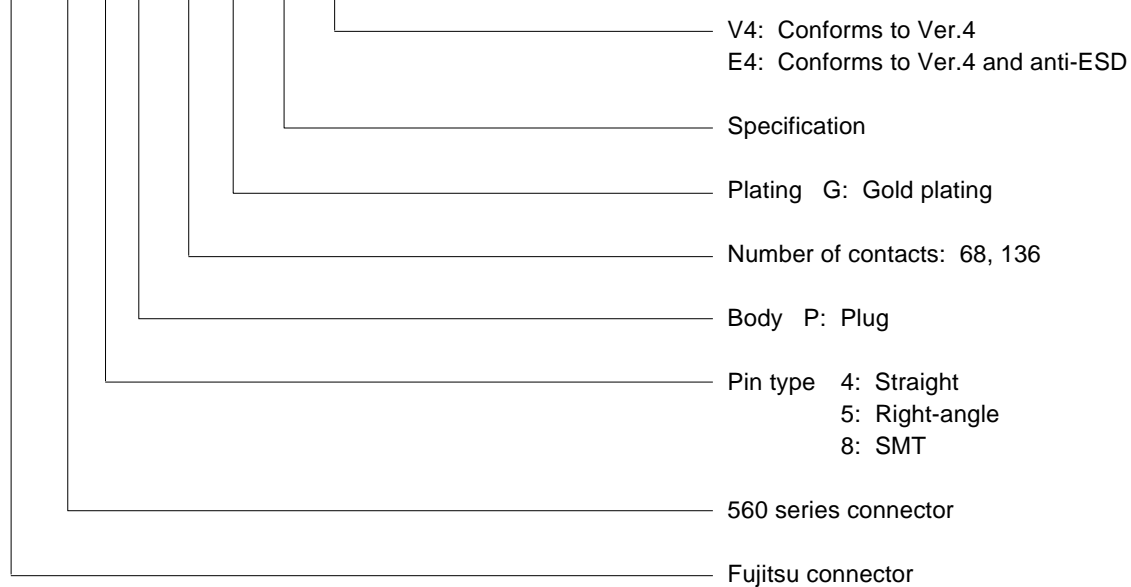 V4: Conforms to Ver.4
E4: Conforms to Ver.4 and anti-ESD
Specification
Plating G: Gold plating
Number of contacts: 68, 136
Body P: Plug
Pin type 4: Straight
5: Right-angle
8: SMT
560 series connector
Fujitsu connector